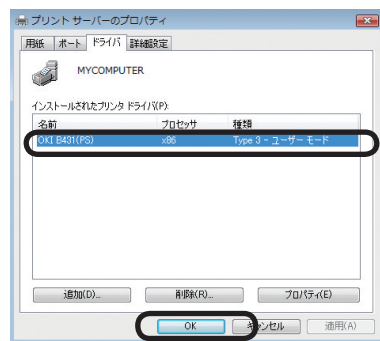 プリント サーバーのプロパティ
用紙 ポート ドライバ 詳細設定
MYCOMPUTER
インストールされたプリンタ ドライバ(P):
名前 プロセッサ 種類
OKI B431(PS) x86 Type 3 - ユーザー モード
追加(D)... 削除(R)... プロパティ(E)
OK キャンセル 適用(A)